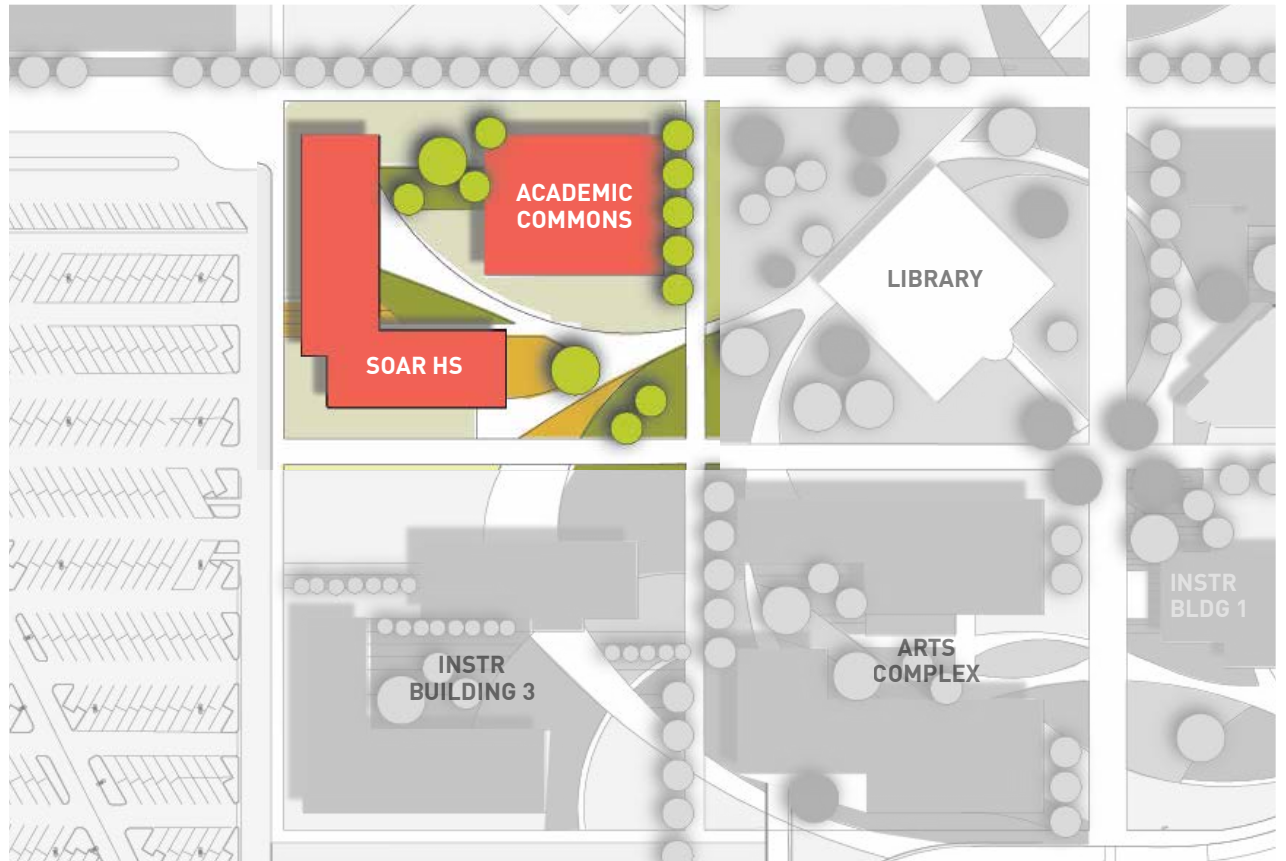 ACADEMIC
COMMONS
LIBRARY
SOAR HS
INSTR
BLDG 1
ARTS
COMPLEX
INSTR
BUILDING 3